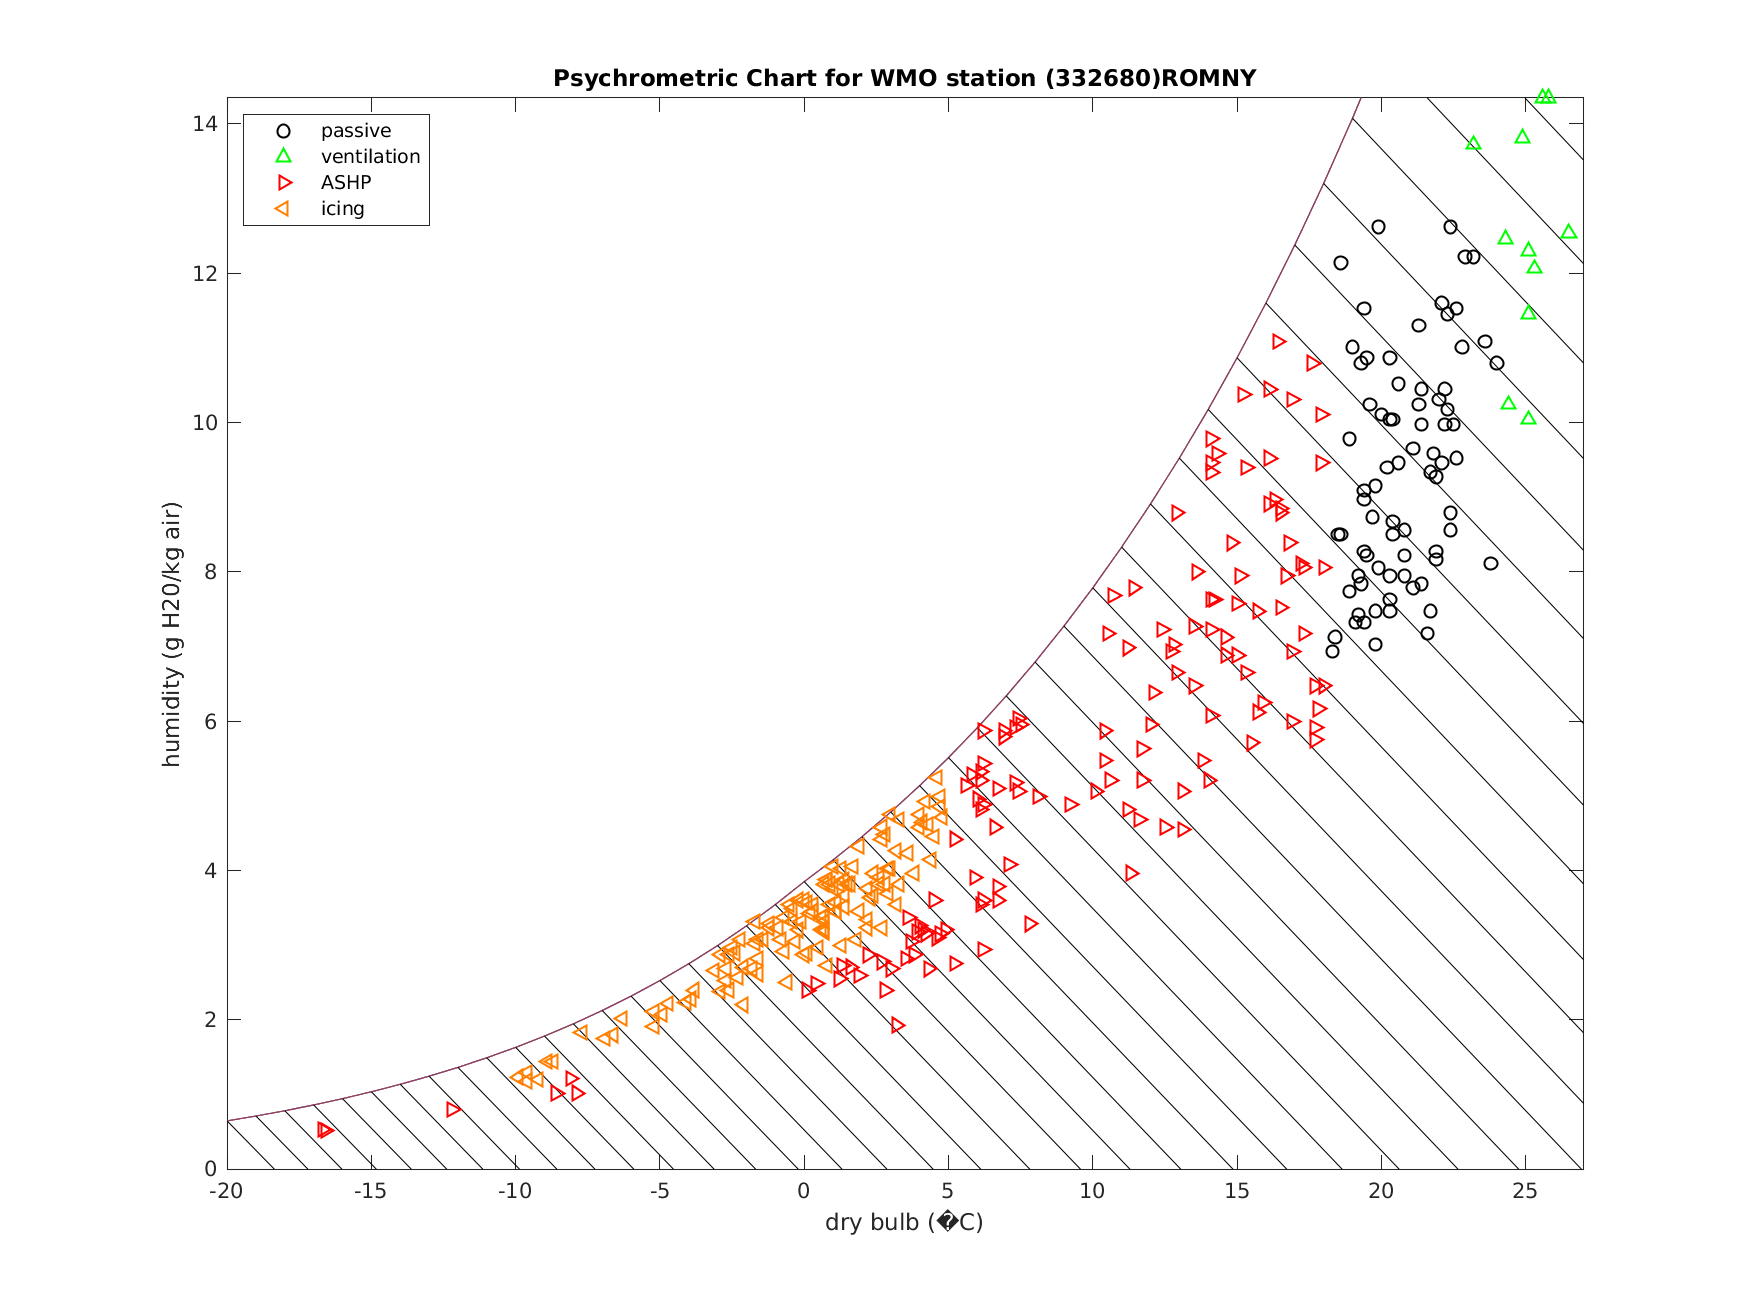 Psychrometric Chart for WMO station (332680)ROMNY
passive
ventilation
ASHP
icing
humidity (g H20/kg air)
14
12
10
8
6
4
2
0
-20 -15 -10 -5 0 5 10 15 20 25
dry bulb (�C)